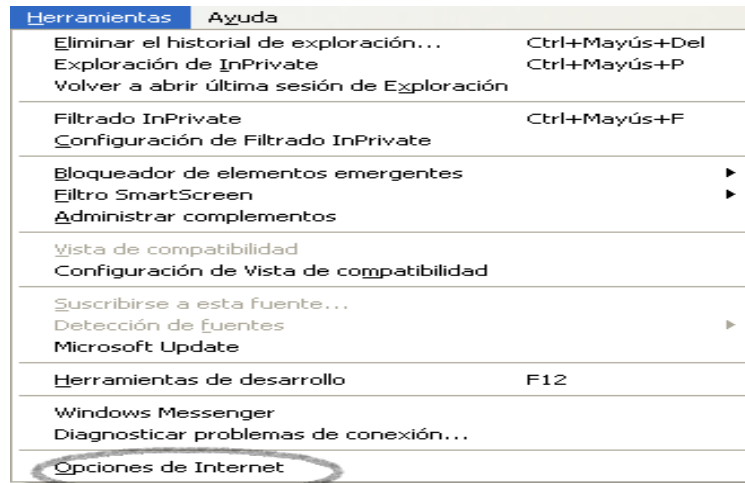 Herramientas Ayuda
Eliminar el historial de exploración... Ctrl+Mayús+Del
Exploración de InPrivate Ctrl+Mayús+P
Volver a abrir última sesión de Exploración
Filtrado InPrivate Ctrl+Mayús+F
Configuración de Filtrado InPrivate
Bloqueador de elementos emergentes
Filtro SmartScreen
Administrar complementos
Vista de compatibilidad
Configuración de Vista de compatibilidad
Suscribirse a esta fuente...
Detección de fuentes
Microsoft Update
Herramientas de desarrollo F12
Windows Messenger
Diagnosticar problemas de conexión...
Opciones de Internet